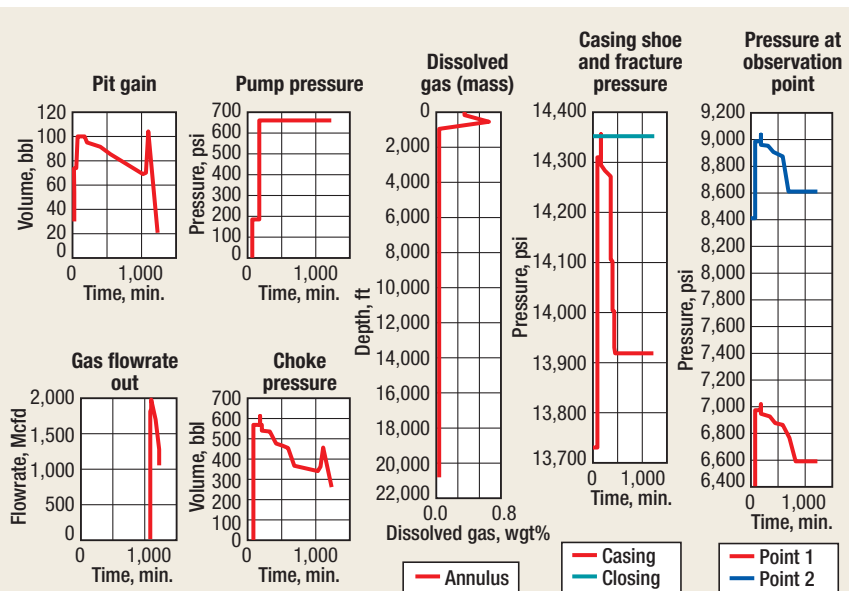 Pit gain
120
100
80
60
40
20
0
Volume, bbl
0 1,000
Time, min.
Pump pressure
700
600
500
400
300
200
100
0
Pressure, psi
0 1,000
Time, min.
Gas flowrate
out
2,000
1,500
1,000
500
0
Flowrate, Mcfd
0 1,000
Time, min.
Choke
pressure
700
600
500
400
300
200
100
0
Volume, bbl
0 1,000
Time, min.
Dissolved
gas (mass)
0
2,000
4,000
6,000
8,000
10,000
12,000
14,000
16,000
18,000
20,000
22,000
Depth, ft
0.0 0.8
Dissolved gas, wgt%
Annulus
Casing shoe
and fracture
pressure
14,400
14,300
14,200
14,100
14,000
13,900
13,800
13,700
Pressure, psi
0 1,000
Time, min.
Casing
Closing
Pressure at
observation
point
9,200
9,000
8,800
8,600
8,400
8,200
8,000
7,800
7,600
7,400
7,200
7,000
6,800
6,600
6,400
Pressure, psi
0 1,000
Time, min.
Point 1
Point 2